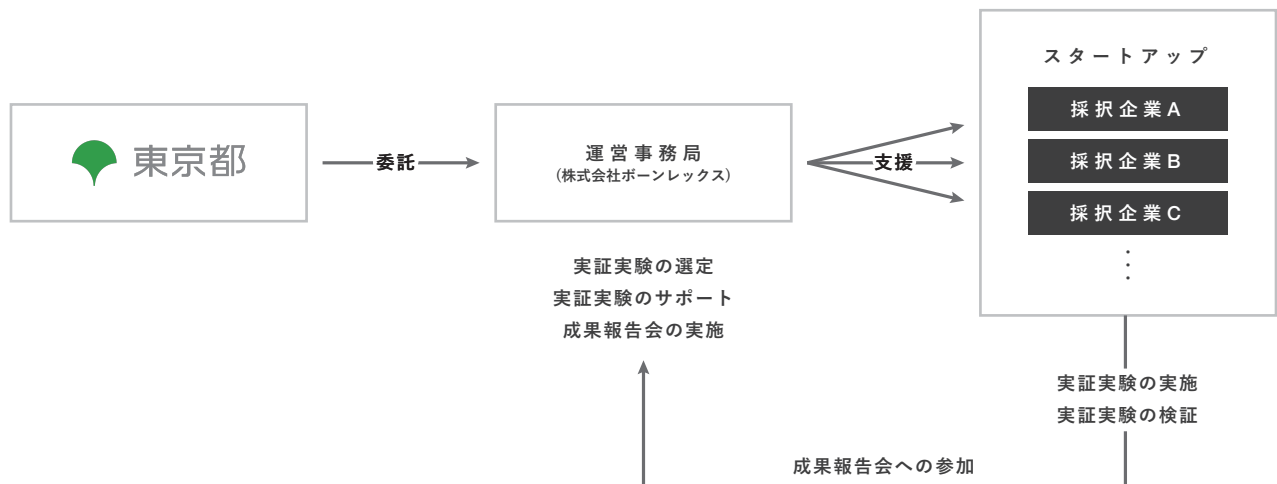 東京都
委託
運営事務局
(株式会社ボーンレックス)
実証実験の選定
実証実験のサポート
成果報告会の実施
支援
スタートアップ
採択企業A
採択企業B
採択企業C
実証実験の実施
実証実験の検証
成果報告会への参加